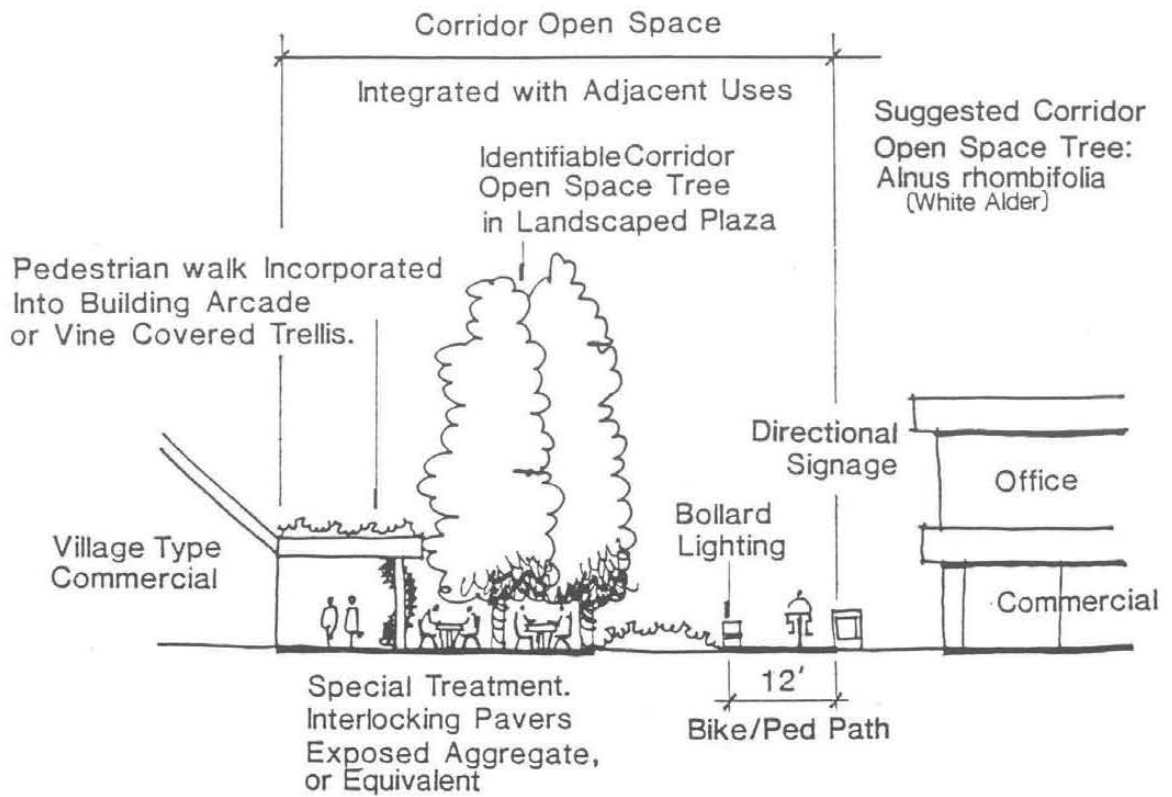 Corridor Open Space
Integrated with Adjacent Uses
Suggested Corridor
Open Space Tree:
Alnus rhombifolia
(White Alder)
Identifiable Corridor
Open Space Tree
in Landscaped Plaza
Pedestrian walk Incorporated
Into Building Arcade
or Vine Covered Trellis.
Directional
Signage
Office
Bollard
Lighting
Village Type
Commercial
Commercial
12'
Bike/Ped Path
Special Treatment.
Interlocking Pavers
Exposed Aggregate,
or Equivalent